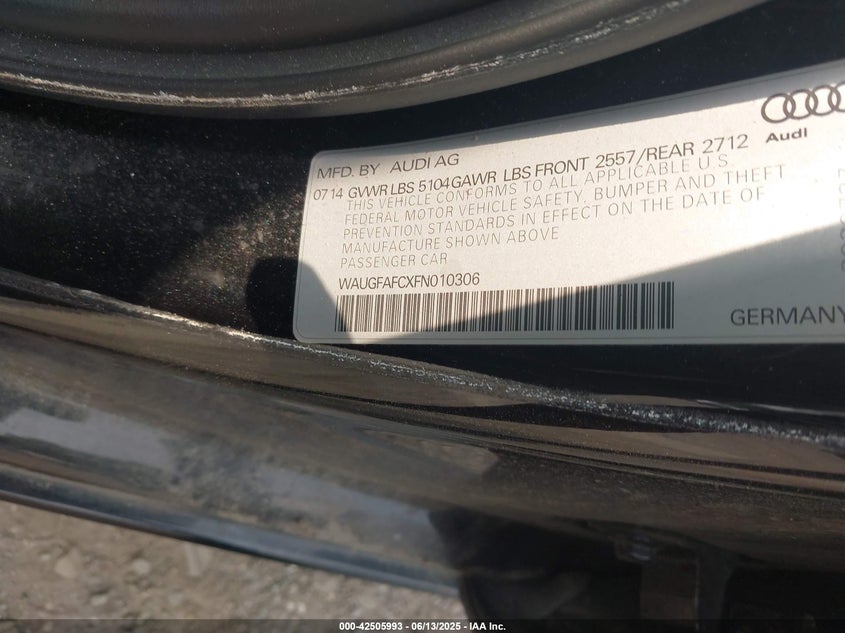 Audi
MFD. BY AUDI AG
0714 GVWR LBS 5104 GAWR LBS FRONT 2557/REAR 2712
THIS VEHICLE CONFORMS TO ALL APPLICABLE U S
FEDERAL MOTOR VEHICLE SAFETY, BUMPER AND THEFT
PREVENTION STANDARDS IN EFFECT ON THE DATE OF
MANUFACTURE SHOWN ABOVE
PASSENGER CAR
WAUGFAFCXFN010306
GERMANY
000-42505993 - 06/13/2025 - IAA Inc.